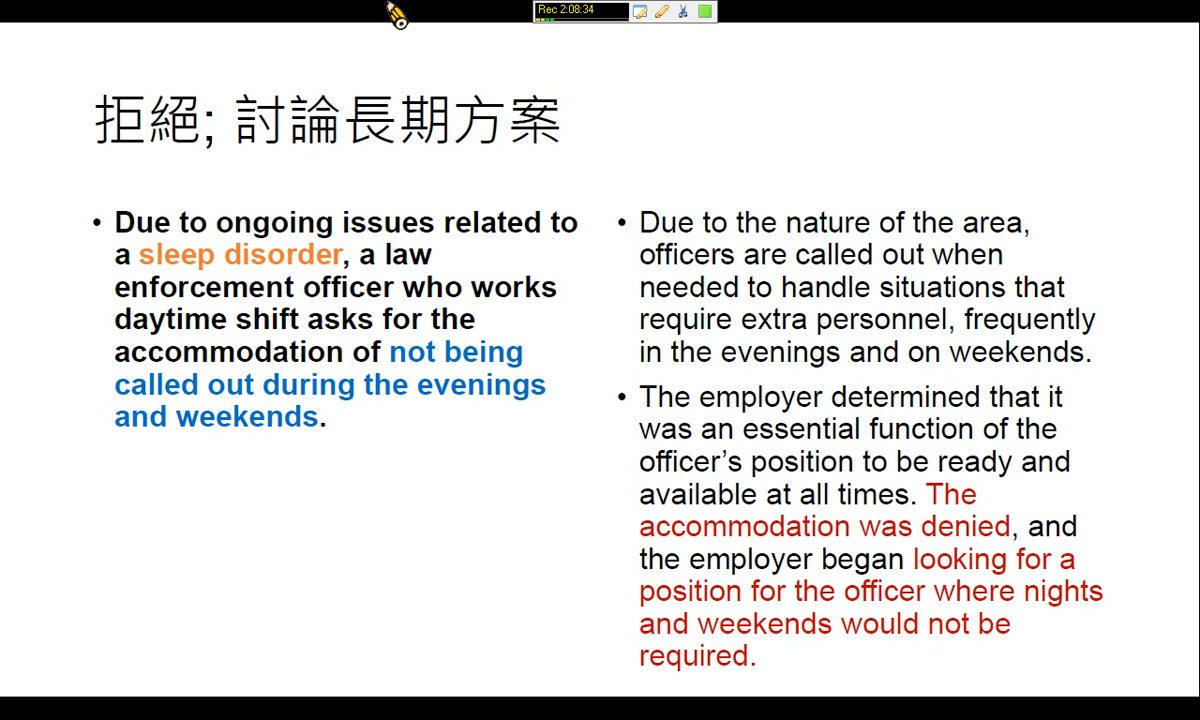 Rec 2:08:34
拒絕; 討論長期方案
• Due to ongoing issues related to
a sleep disorder, a law
enforcement officer who works
daytime shift asks for the
accommodation of not being
called out during the evenings
and weekends.
• Due to the nature of the area,
officers are called out when
needed to handle situations that
require extra personnel, frequently
in the evenings and on weekends.
• The employer determined that it
was an essential function of the
officer’s position to be ready and
available at all times. The
accommodation was denied, and
the employer began looking for a
position for the officer where nights
and weekends would not be
required.